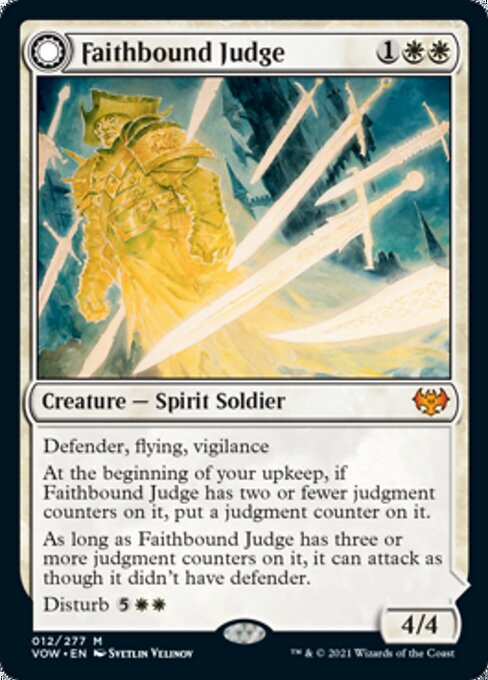 Faithbound Judge 1
Creature — Spirit Soldier
Defender, flying, vigilance
At the beginning of your upkeep, if
Faithbound Judge has two or fewer judgment
counters on it, put a judgment counter on it.
As long as Faithbound Judge has three or
more judgment counters on it, it can attack as
though it didn't have defender.
Disturb 5
4/4
012/277 M
VOW • EN Svetlin Velinov
™ & © 2021 Wizards of the Coast